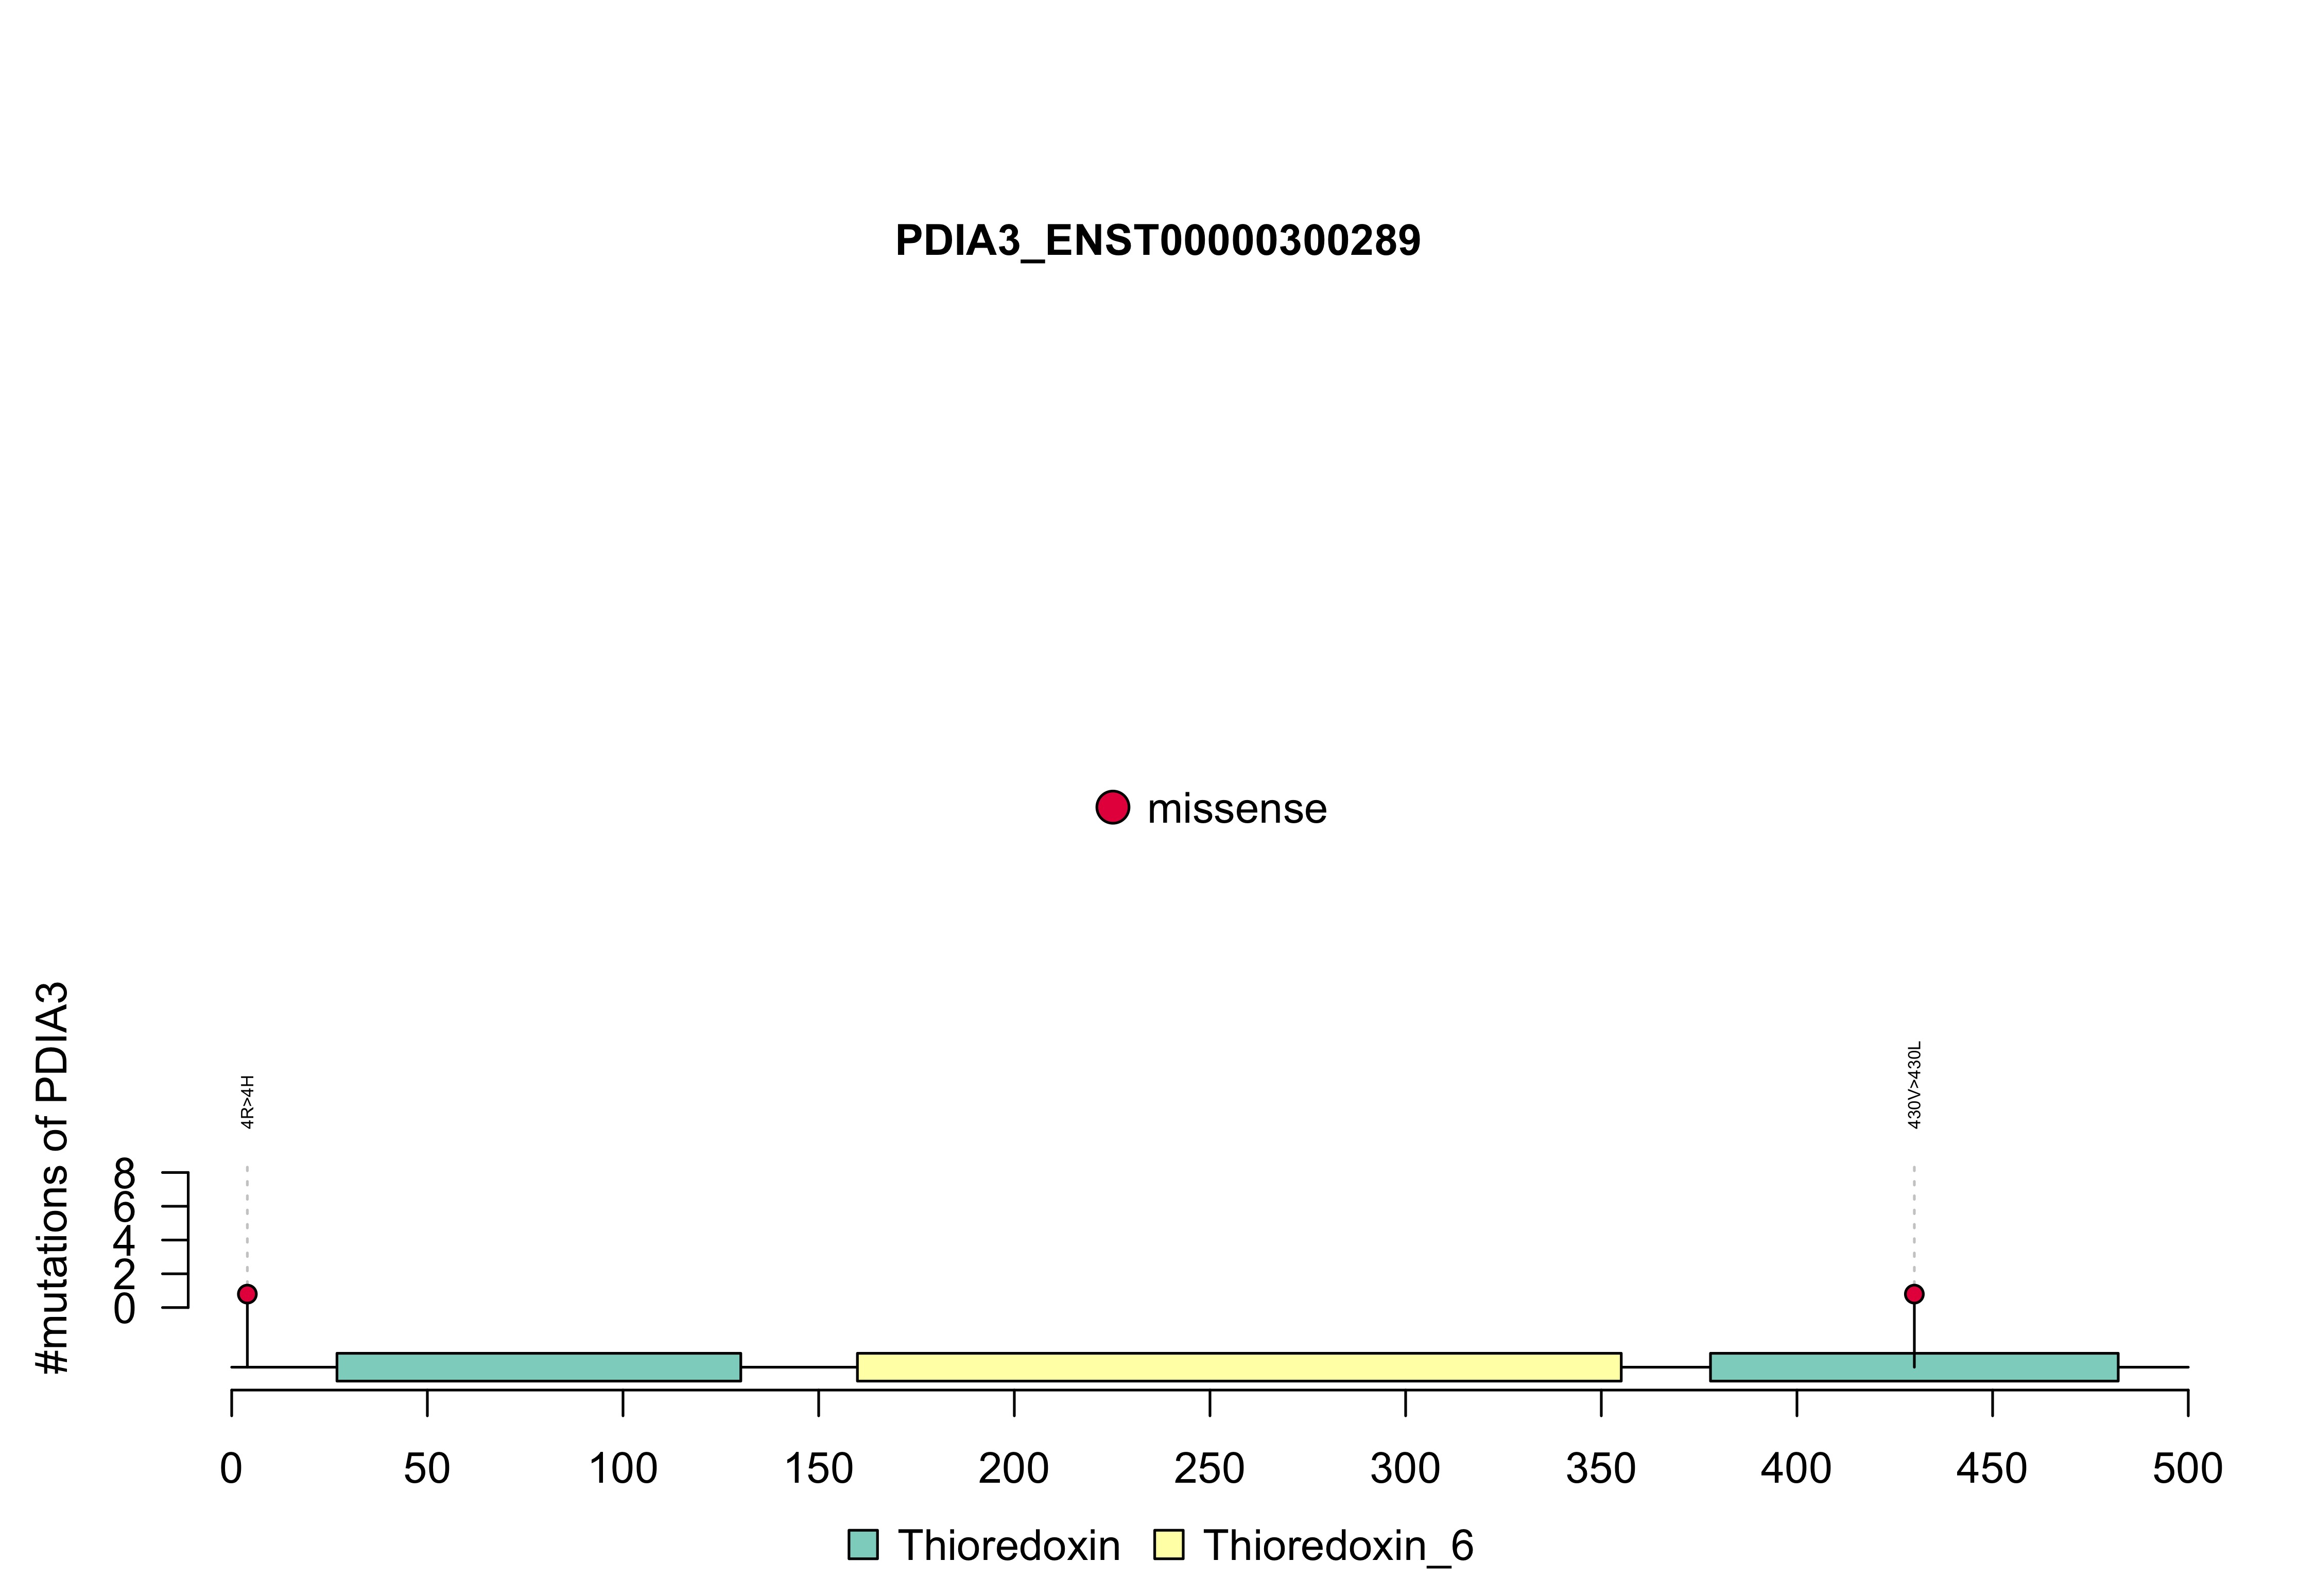 PDIA3_ENST00000300289
missense
#mutations of PDIA3
4R>4H
430V>430L
8
6
4
2
0
0 50 100 150 200 250 300 350 400 450 500
Thioredoxin Thioredoxin_6